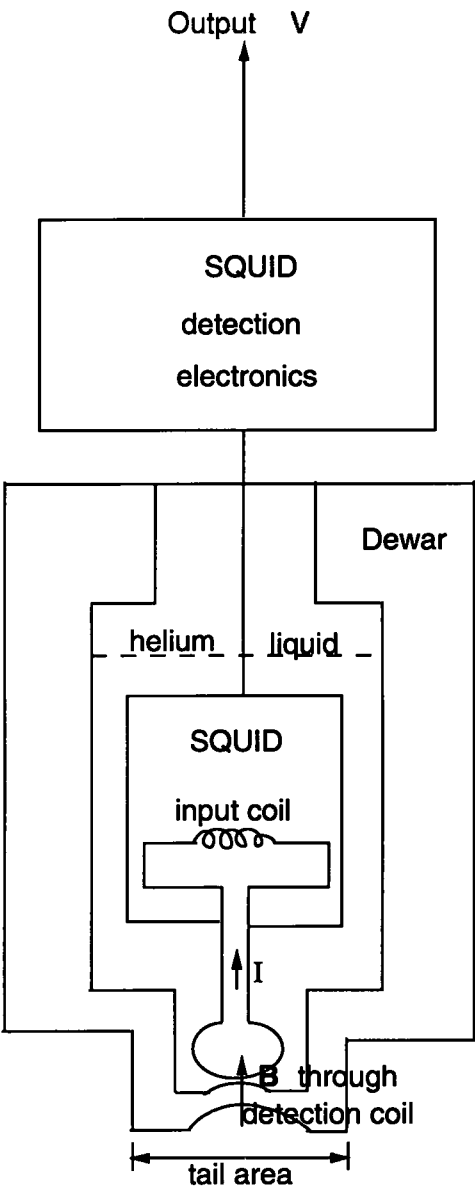 Output V
SQUID
detection
electronics
Dewar
helium liquid
SQUID
input coil
I
B through
detection coil
tail area